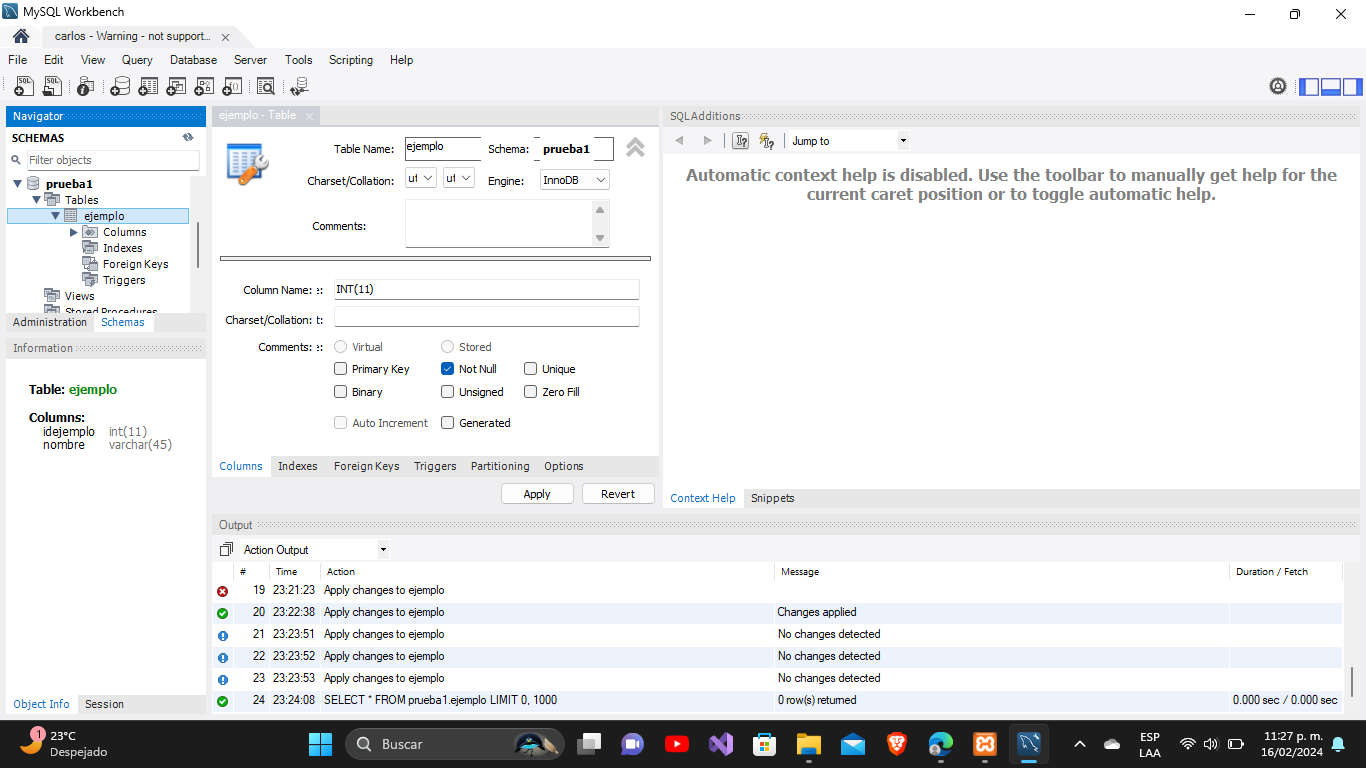 MySQL Workbench
carlos - Warning - not support...
File Edit View Query Database Server Tools Scripting Help
Navigator
SCHEMAS
Filter objects
prueba1
Tables
ejemplo
Columns
Indexes
Foreign Keys
Triggers
Views
Stored Procedures
Administration Schemas
Information
Table: ejemplo
Columns:
idejemplo int(11)
nombre varchar(45)
Object Info Session
ejemplo - Table
Table Name: ejemplo Schema: prueba1
Charset/Collation: ut ut Engine: InnoDB
Comments:
Column Name: :: INT(11)
Charset/Collation: t:
Comments: :: Virtual Stored
Primary Key Not Null Unique
Binary Unsigned Zero Fill
Auto Increment Generated
Columns Indexes Foreign Keys Triggers Partitioning Options
Apply Revert
SQLAdditions
Jump to
Automatic context help is disabled. Use the toolbar to manually get help for the
current caret position or to toggle automatic help.
Context Help Snippets
Output
Action Output
# Time Action Message Duration / Fetch
19 23:21:23 Apply changes to ejemplo
20 23:22:38 Apply changes to ejemplo Changes applied
21 23:23:51 Apply changes to ejemplo No changes detected
22 23:23:52 Apply changes to ejemplo No changes detected
23 23:23:53 Apply changes to ejemplo No changes detected
24 23:24:08 SELECT * FROM prueba1.ejemplo LIMIT 0, 1000 0 row(s) returned 0.000 sec / 0.000 sec
1
23°C
Despejado
Buscar
ESP
LAA
11:27 p. m.
16/02/2024